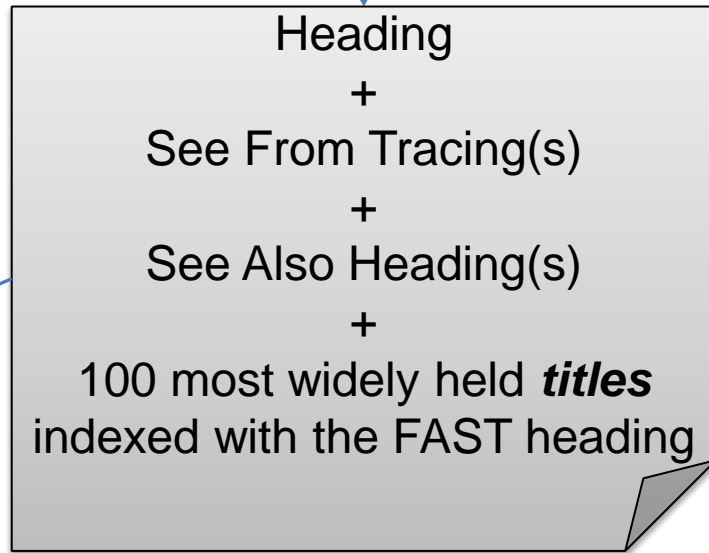 Heading
+
See From Tracing(s)
+
See Also Heading(s)
+
100 most widely held titles
indexed with the FAST heading